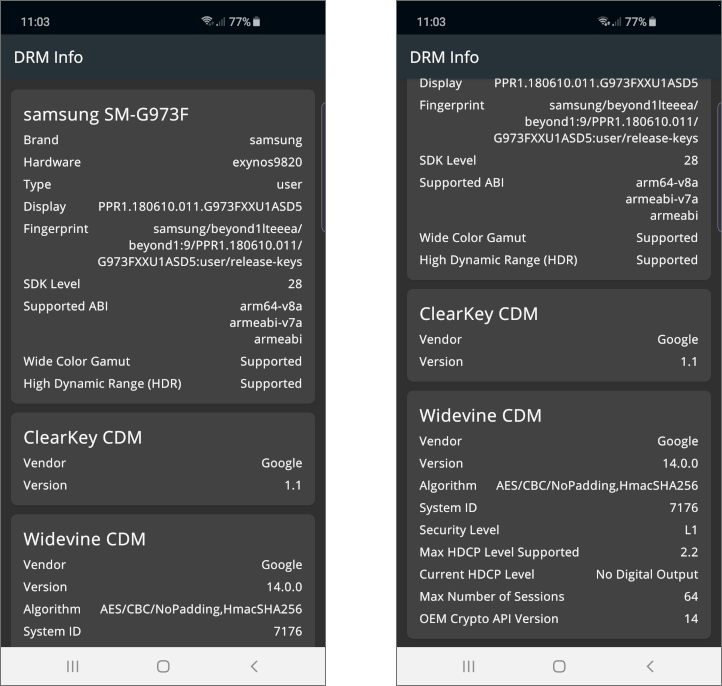 11:03 77%
DRM Info
samsung SM-G973F
Brand samsung
Hardware exynos9820
Type user
Display PPR1.180610.011.G973FXXU1ASD5
Fingerprint samsung/beyond1lteeea/
beyond1:9/PPR1.180610.011/
G973FXXU1ASD5:user/release-keys
SDK Level 28
Supported ABI arm64-v8a
armeabi-v7a
armeabi
Wide Color Gamut Supported
High Dynamic Range (HDR) Supported
ClearKey CDM
Vendor Google
Version 1.1
Widevine CDM
Vendor Google
Version 14.0.0
Algorithm AES/CBC/NoPadding,HmacSHA256
System ID 7176
11:03 77%
DRM Info
Display PPR1.180610.011.G973FXXU1ASD5
Fingerprint samsung/beyond1lteeea/
beyond1:9/PPR1.180610.011/
G973FXXU1ASD5:user/release-keys
SDK Level 28
Supported ABI arm64-v8a
armeabi-v7a
armeabi
Wide Color Gamut Supported
High Dynamic Range (HDR) Supported
ClearKey CDM
Vendor Google
Version 1.1
Widevine CDM
Vendor Google
Version 14.0.0
Algorithm AES/CBC/NoPadding,HmacSHA256
System ID 7176
Security Level L1
Max HDCP Level Supported 2.2
Current HDCP Level No Digital Output
Max Number of Sessions 64
OEM Crypto API Version 14